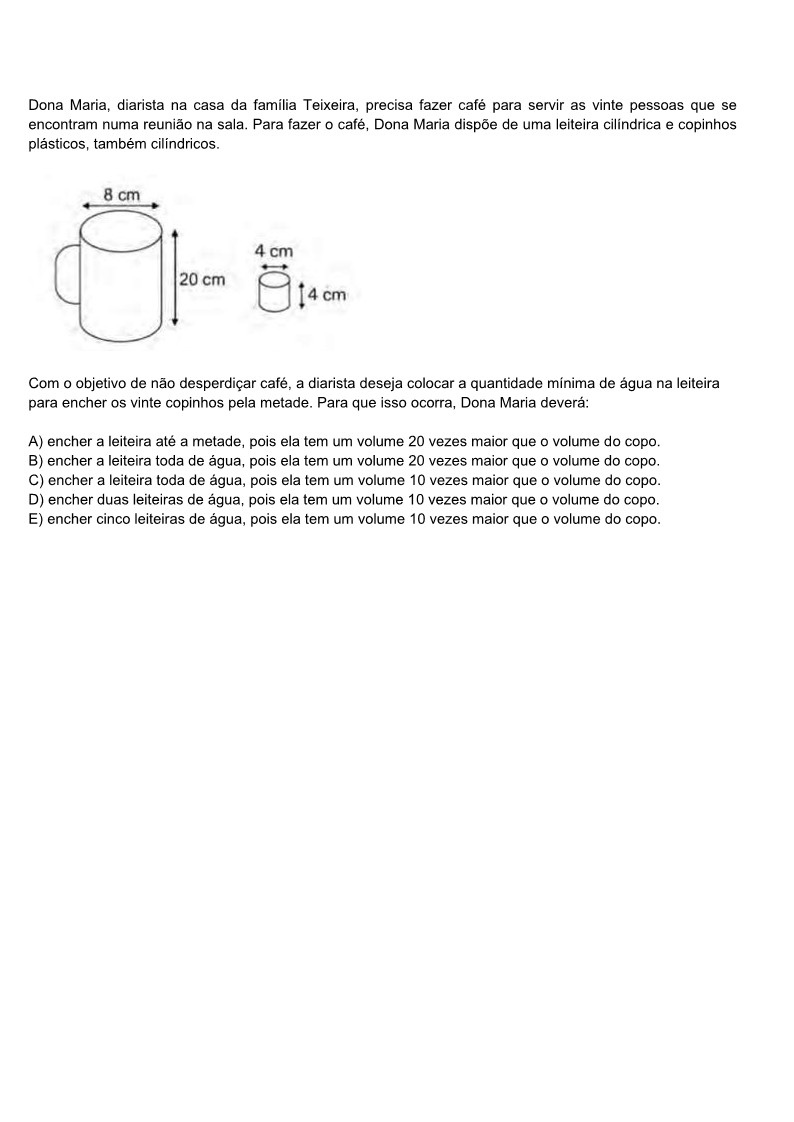 Dona Maria, diarista na casa da família Teixeira, precisa fazer café para servir as vinte pessoas que se
encontram numa reunião na sala. Para fazer o café, Dona Maria dispõe de uma leiteira cilíndrica e copinhos
plásticos, também cilíndricos.
8 cm
20 cm
4 cm
4 cm
Com o objetivo de não desperdiçar café, a diarista deseja colocar a quantidade mínima de água na leiteira
para encher os vinte copinhos pela metade. Para que isso ocorra, Dona Maria deverá:
A) encher a leiteira até a metade, pois ela tem um volume 20 vezes maior que o volume do copo.
B) encher a leiteira toda de água, pois ela tem um volume 20 vezes maior que o volume do copo.
C) encher a leiteira toda de água, pois ela tem um volume 10 vezes maior que o volume do copo.
D) encher duas leiteiras de água, pois ela tem um volume 10 vezes maior que o volume do copo.
E) encher cinco leiteiras de água, pois ela tem um volume 10 vezes maior que o volume do copo.